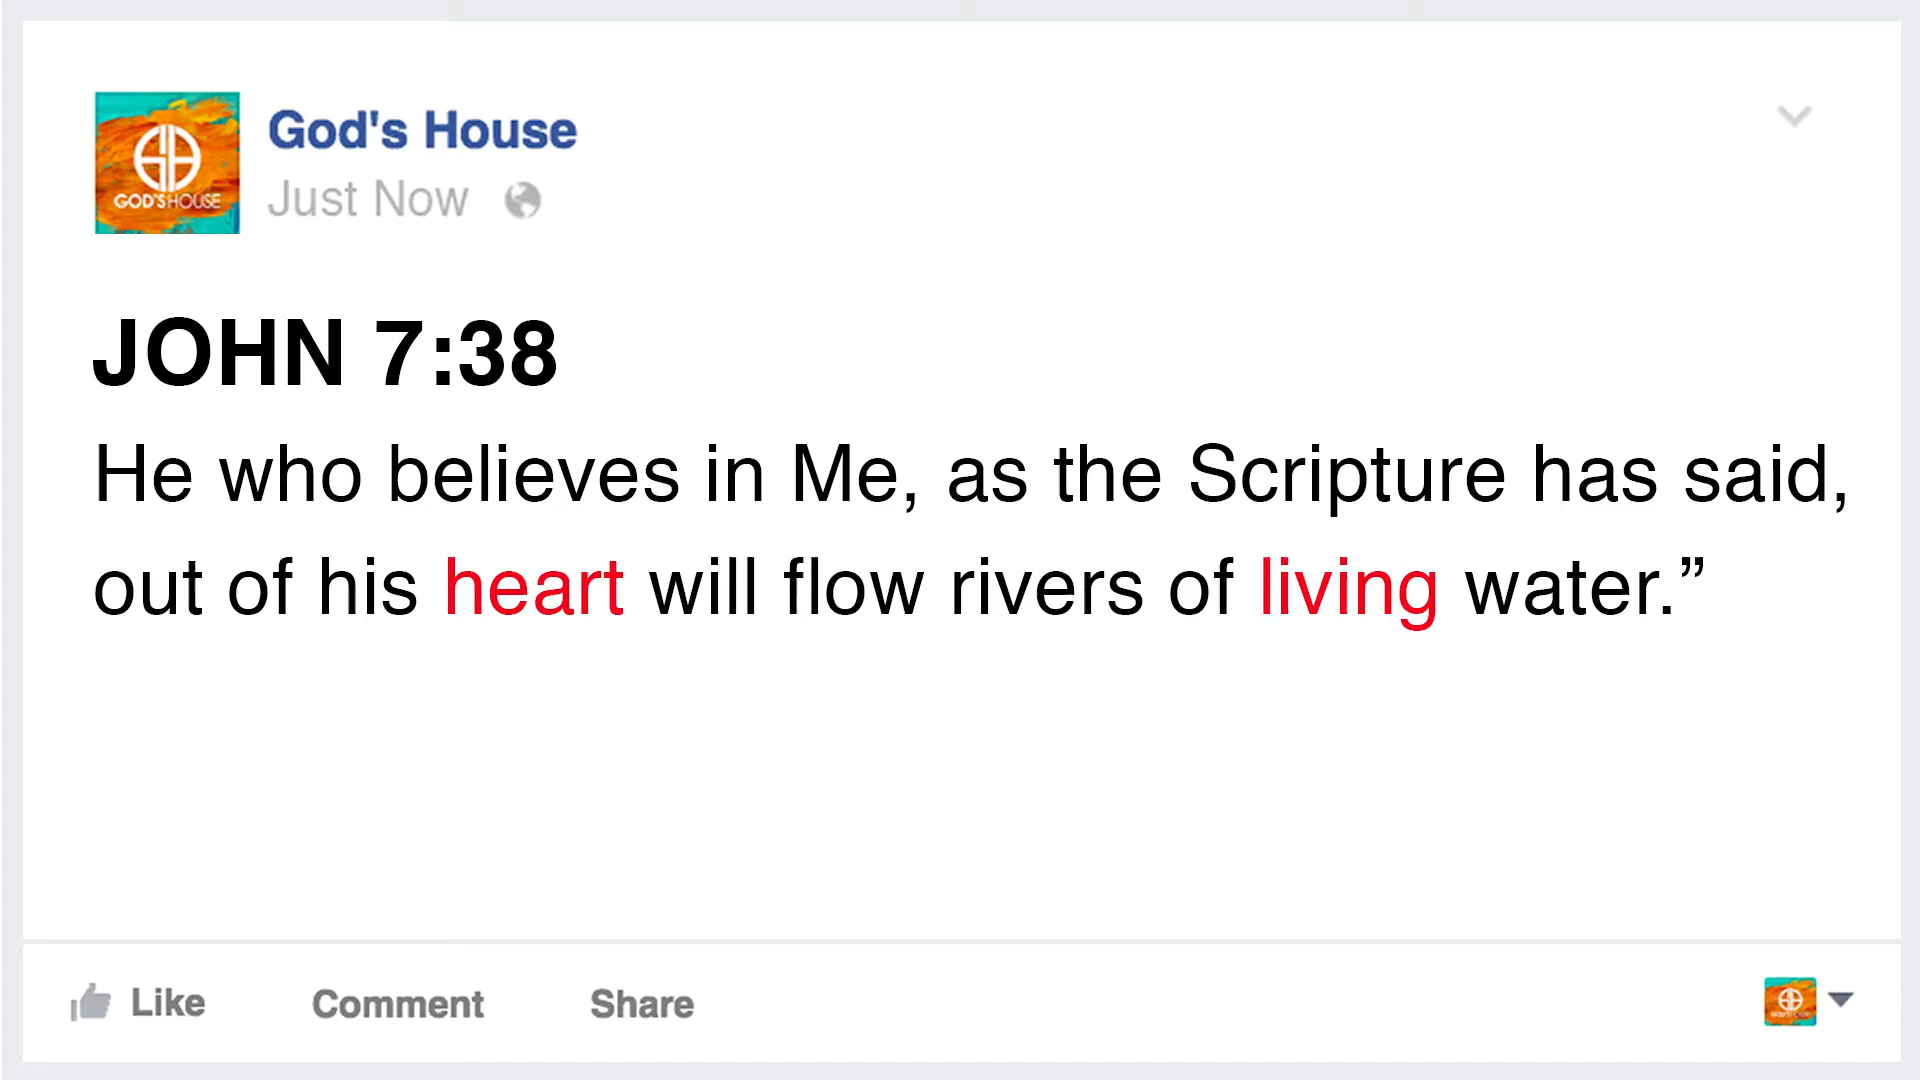 God's House
Just Now
GOD'S HOUSE
JOHN 7:38
He who believes in Me, as the Scripture has said,
out of his heart will flow rivers of living water.”
Like Comment Share